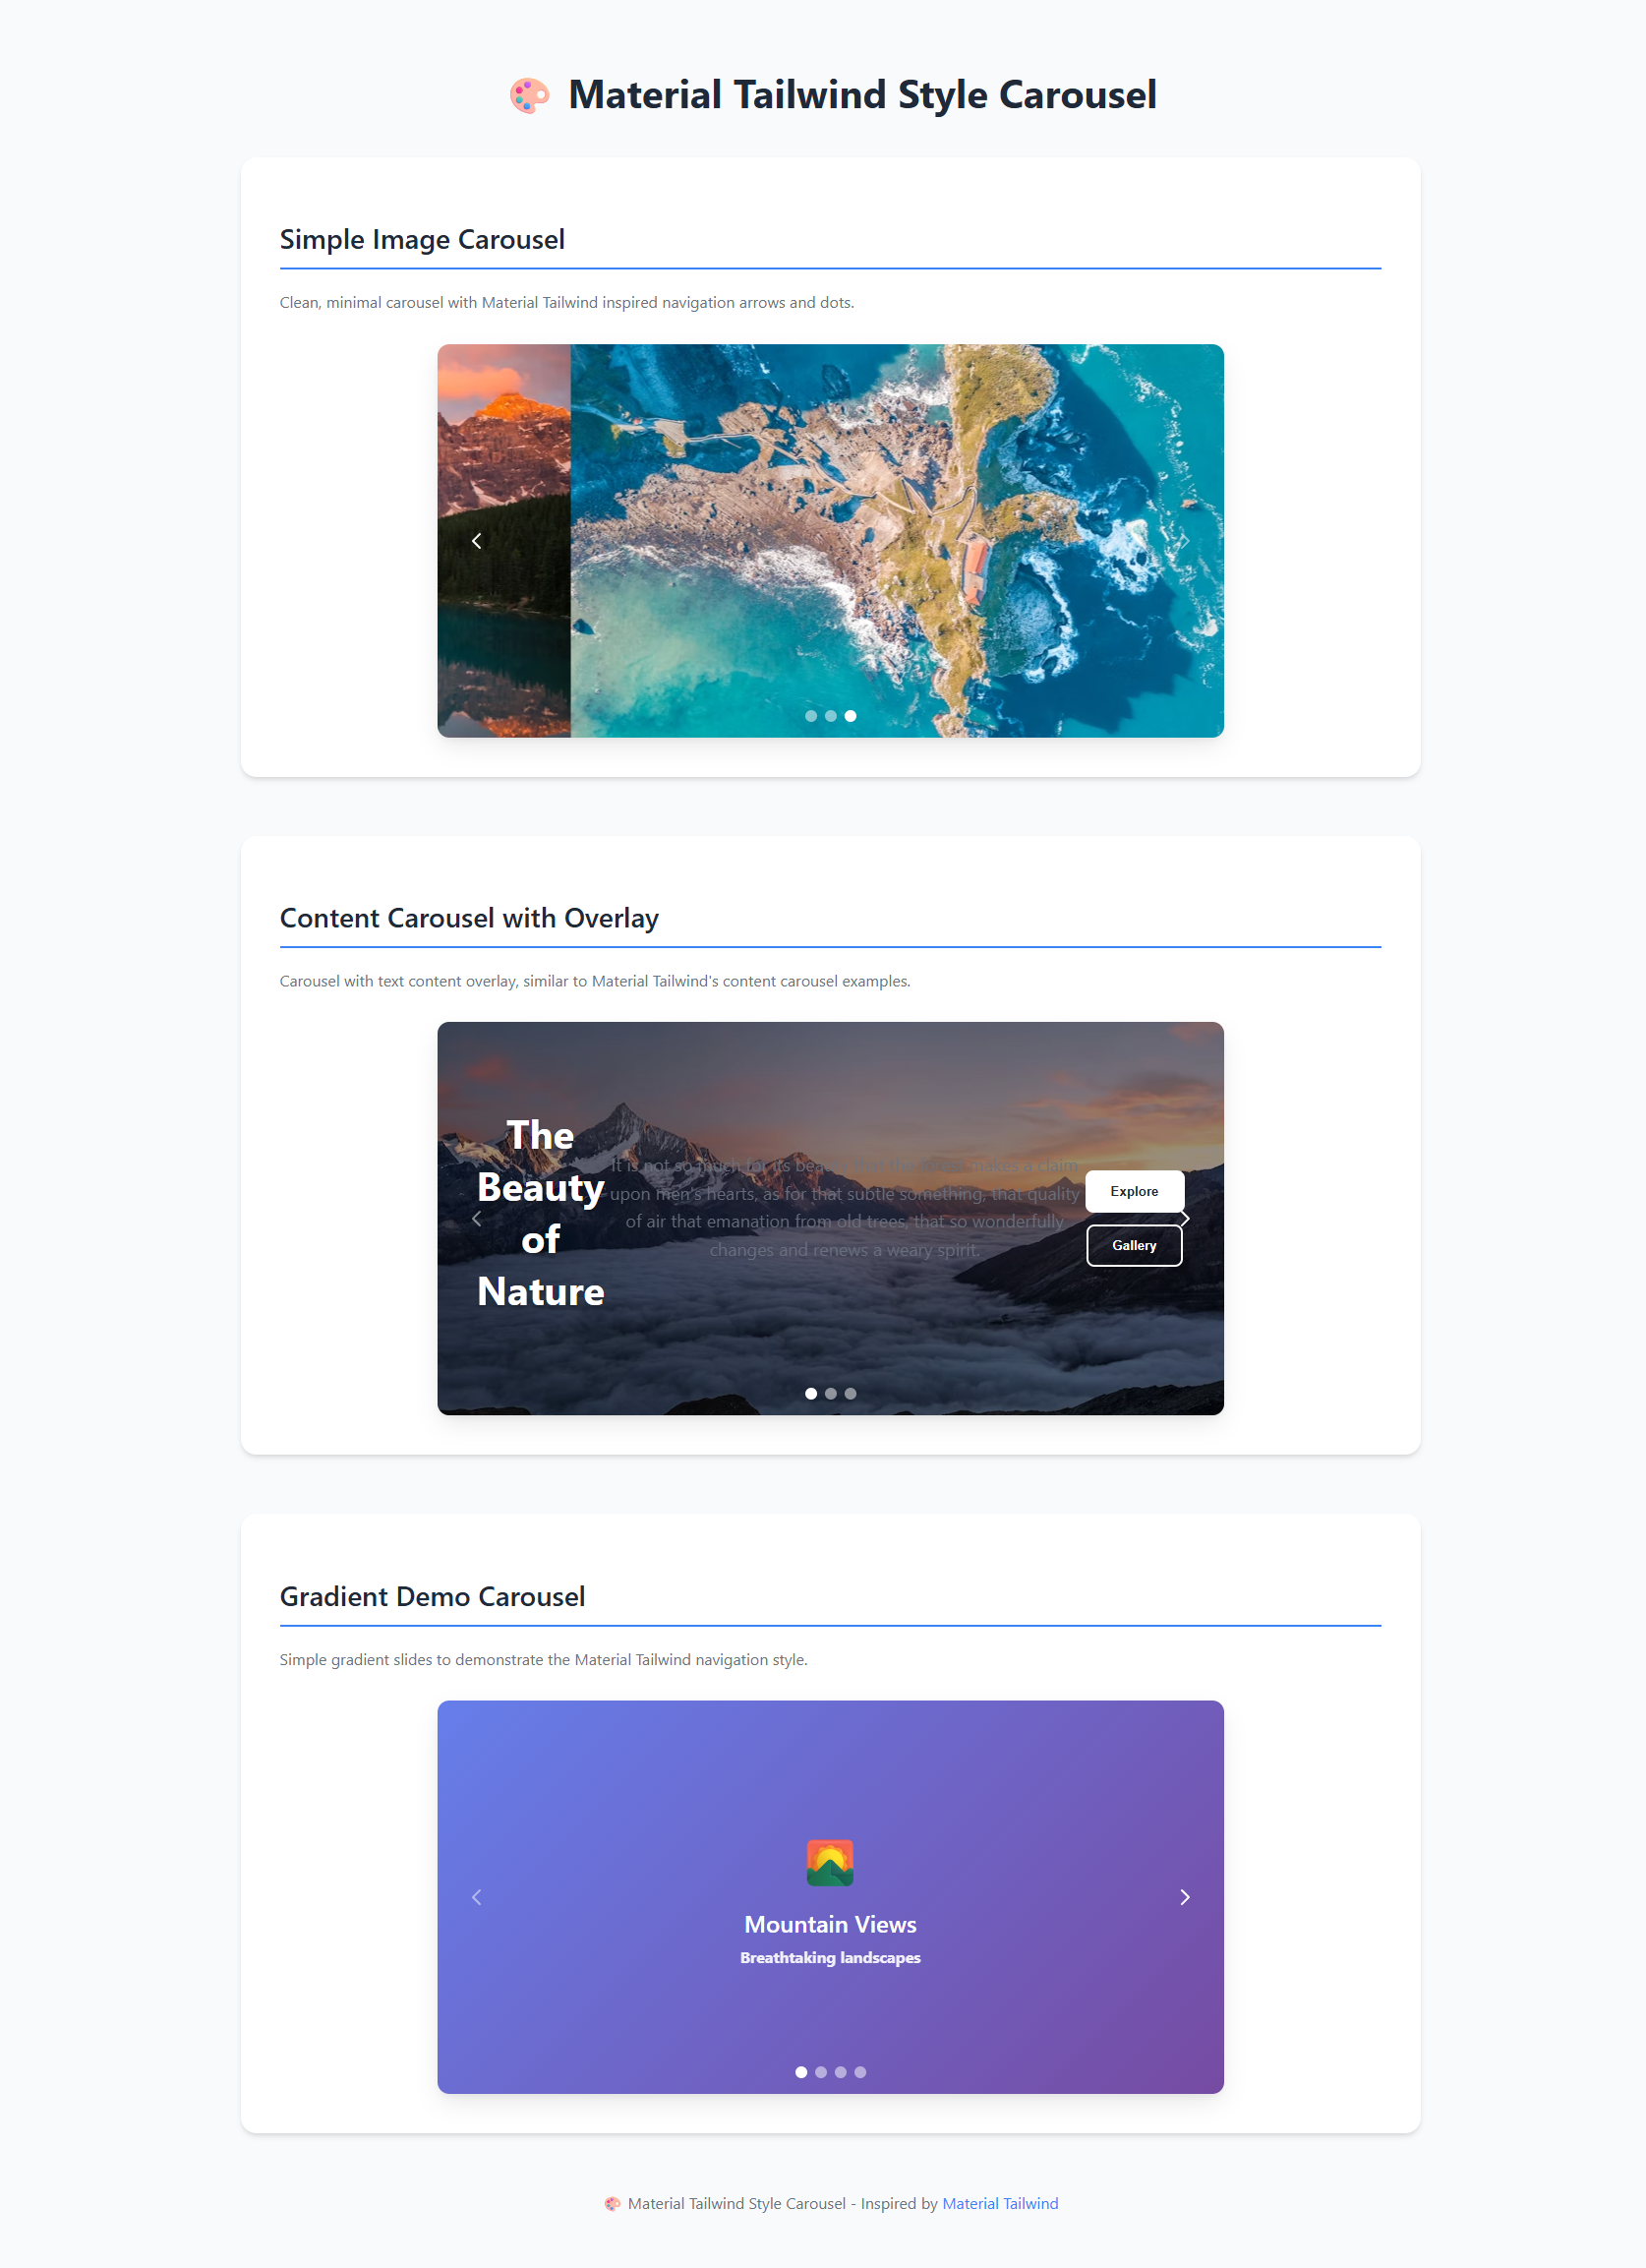 Material Tailwind Style Carousel
Simple Image Carousel
Clean, minimal carousel with Material Tailwind inspired navigation arrows and dots.
Content Carousel with Overlay
Carousel with text content overlay, similar to Material Tailwind's content carousel examples.
The
Beauty
of
Nature
It is not so much for its beauty that the forest makes a claim
upon men's hearts, as for that subtle something, that quality
of air that emanation from old trees, that so wonderfully
changes and renews a weary spirit.
Explore
Gallery
Gradient Demo Carousel
Simple gradient slides to demonstrate the Material Tailwind navigation style.
Mountain Views
Breathtaking landscapes
Material Tailwind Style Carousel - Inspired by Material Tailwind